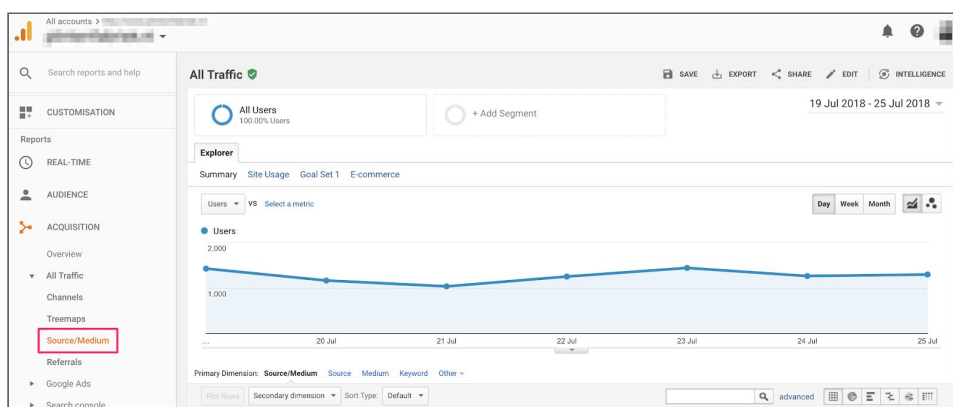 All accounts >
Search reports and help
CUSTOMISATION
Reports
REAL-TIME
AUDIENCE
ACQUISITION
Overview
All Traffic
Channels
Treemaps
Source/Medium
Referrals
Google Ads
Search console
All Traffic
SAVE EXPORT SHARE EDIT INTELLIGENCE
All Users
100.00% Users
+ Add Segment
19 Jul 2018 - 25 Jul 2018
Explorer
Summary Site Usage Goal Set 1 E-commerce
Users VS Select a metric
Day Week Month
Users
2,000
1,000
... 20 Jul 21 Jul 22 Jul 23 Jul 24 Jul 25 Jul
Primary Dimension: Source/Medium Source Medium Keyword Other
Plot Rows Secondary dimension Sort Type: Default advanced